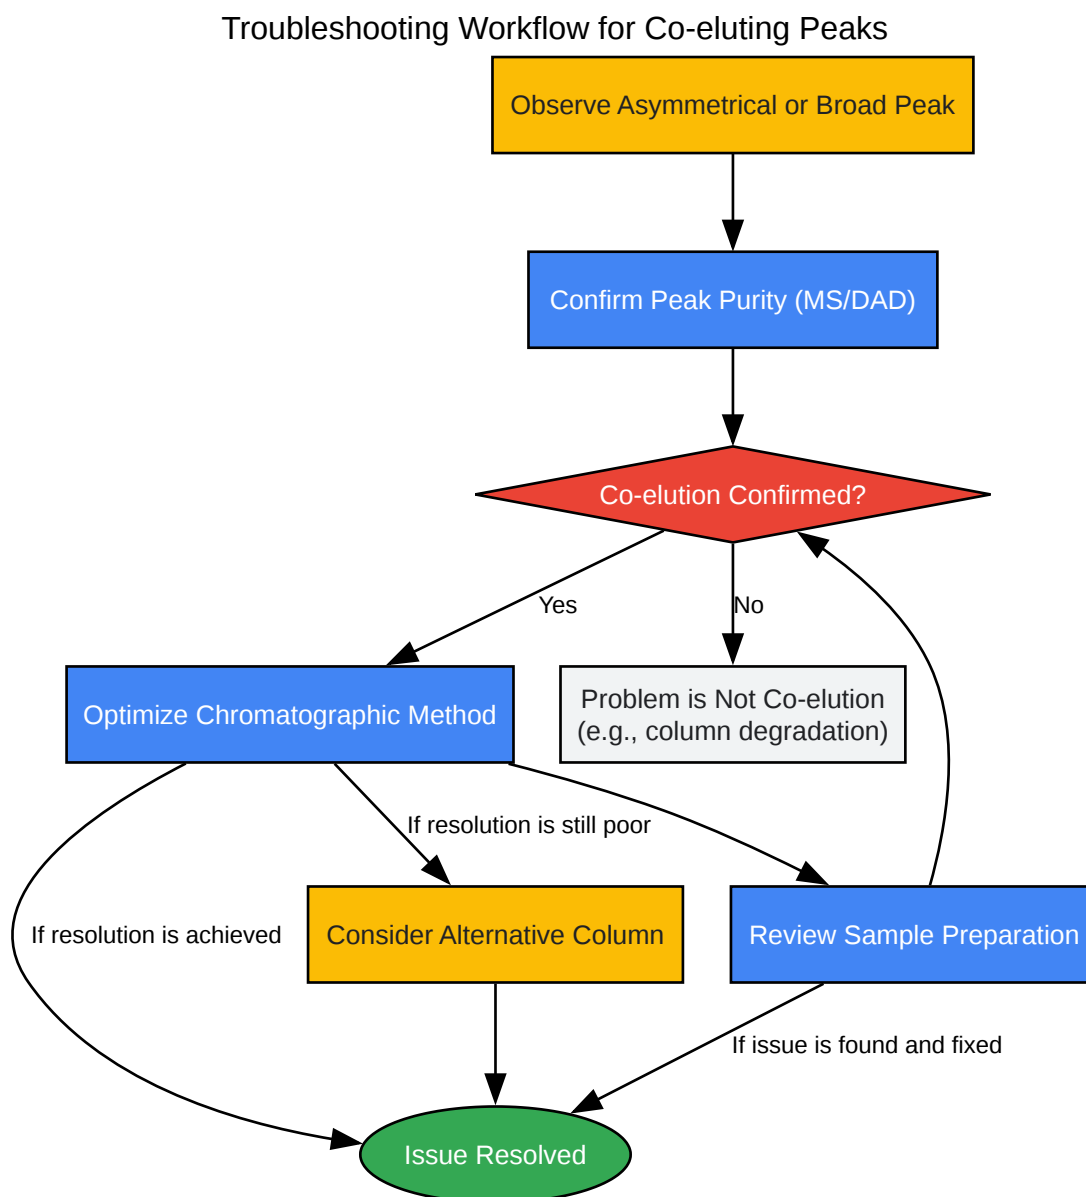 Troubleshooting Workflow for Co-eluting Peaks
Observe Asymmetrical or Broad Peak
Confirm Peak Purity (MS/DAD)
Co-elution Confirmed?
Yes
No
Optimize Chromatographic Method
Problem is Not Co-elution
(e.g., column degradation)
If resolution is still poor
If resolution is achieved
Consider Alternative Column
Review Sample Preparation
If issue is found and fixed
Issue Resolved